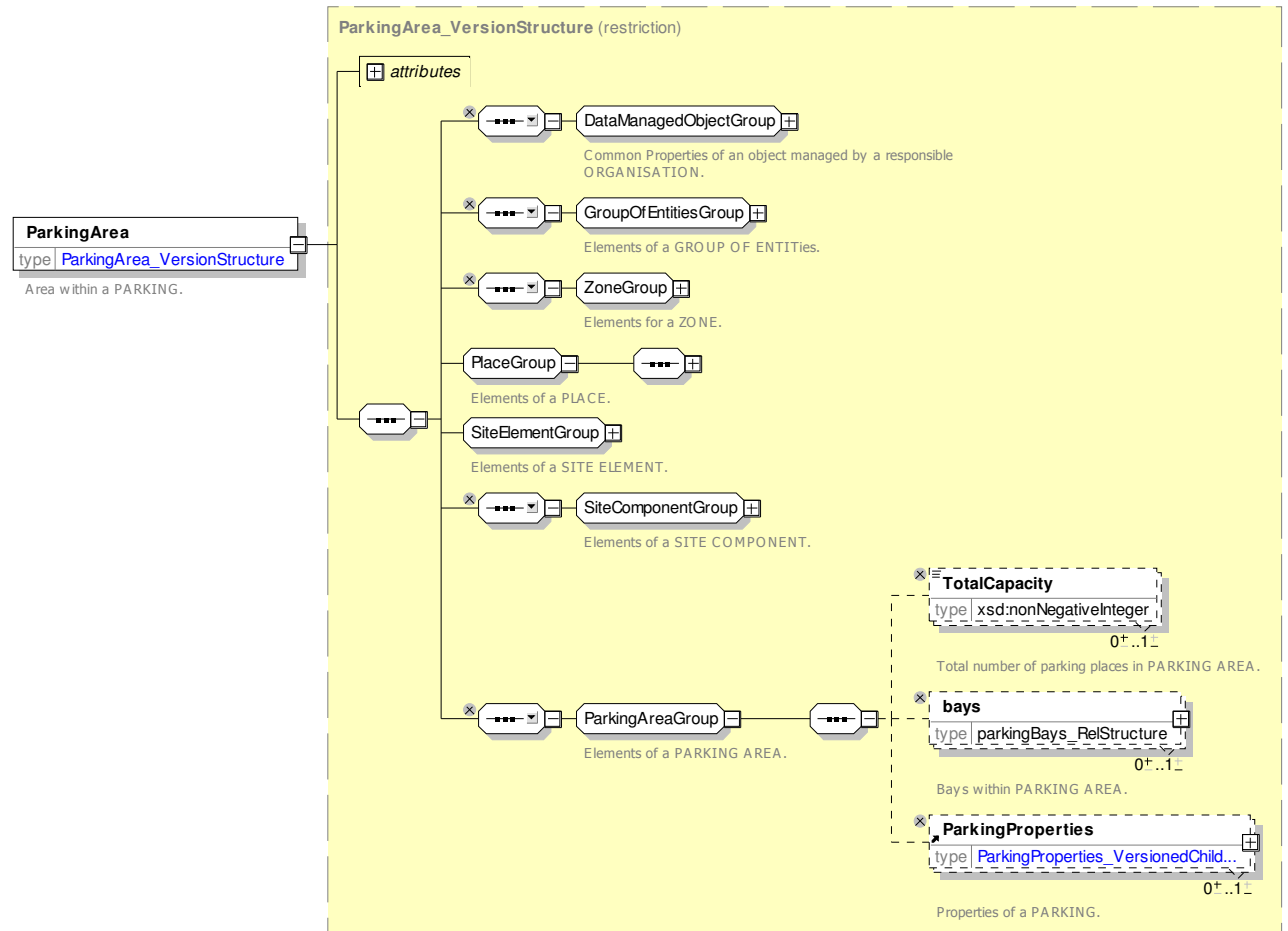 ParkingArea_VersionStructure (restriction)
attributes
DataManagedObjectGroup
Common Properties of an object managed by a responsible
ORGANISATION.
GroupOfEntitiesGroup
Elements of a GROUP OF ENTITies.
ParkingArea
type ParkingArea_VersionStructure
Area within a PARKING.
ZoneGroup
Elements for a ZONE.
PlaceGroup
Elements of a PLACE.
SiteElementGroup
Elements of a SITE ELEMENT.
SiteComponentGroup
Elements of a SITE COMPONENT.
TotalCapacity
type xsd:nonNegativeInteger
0±..1±
Total number of parking places in PARKING AREA.
bays
type parkingBays_RelStructure
0±..1±
Bays within PARKING AREA.
ParkingAreaGroup
Elements of a PARKING AREA.
ParkingProperties
type ParkingProperties_VersionedChild...
0±..1±
Properties of a PARKING.